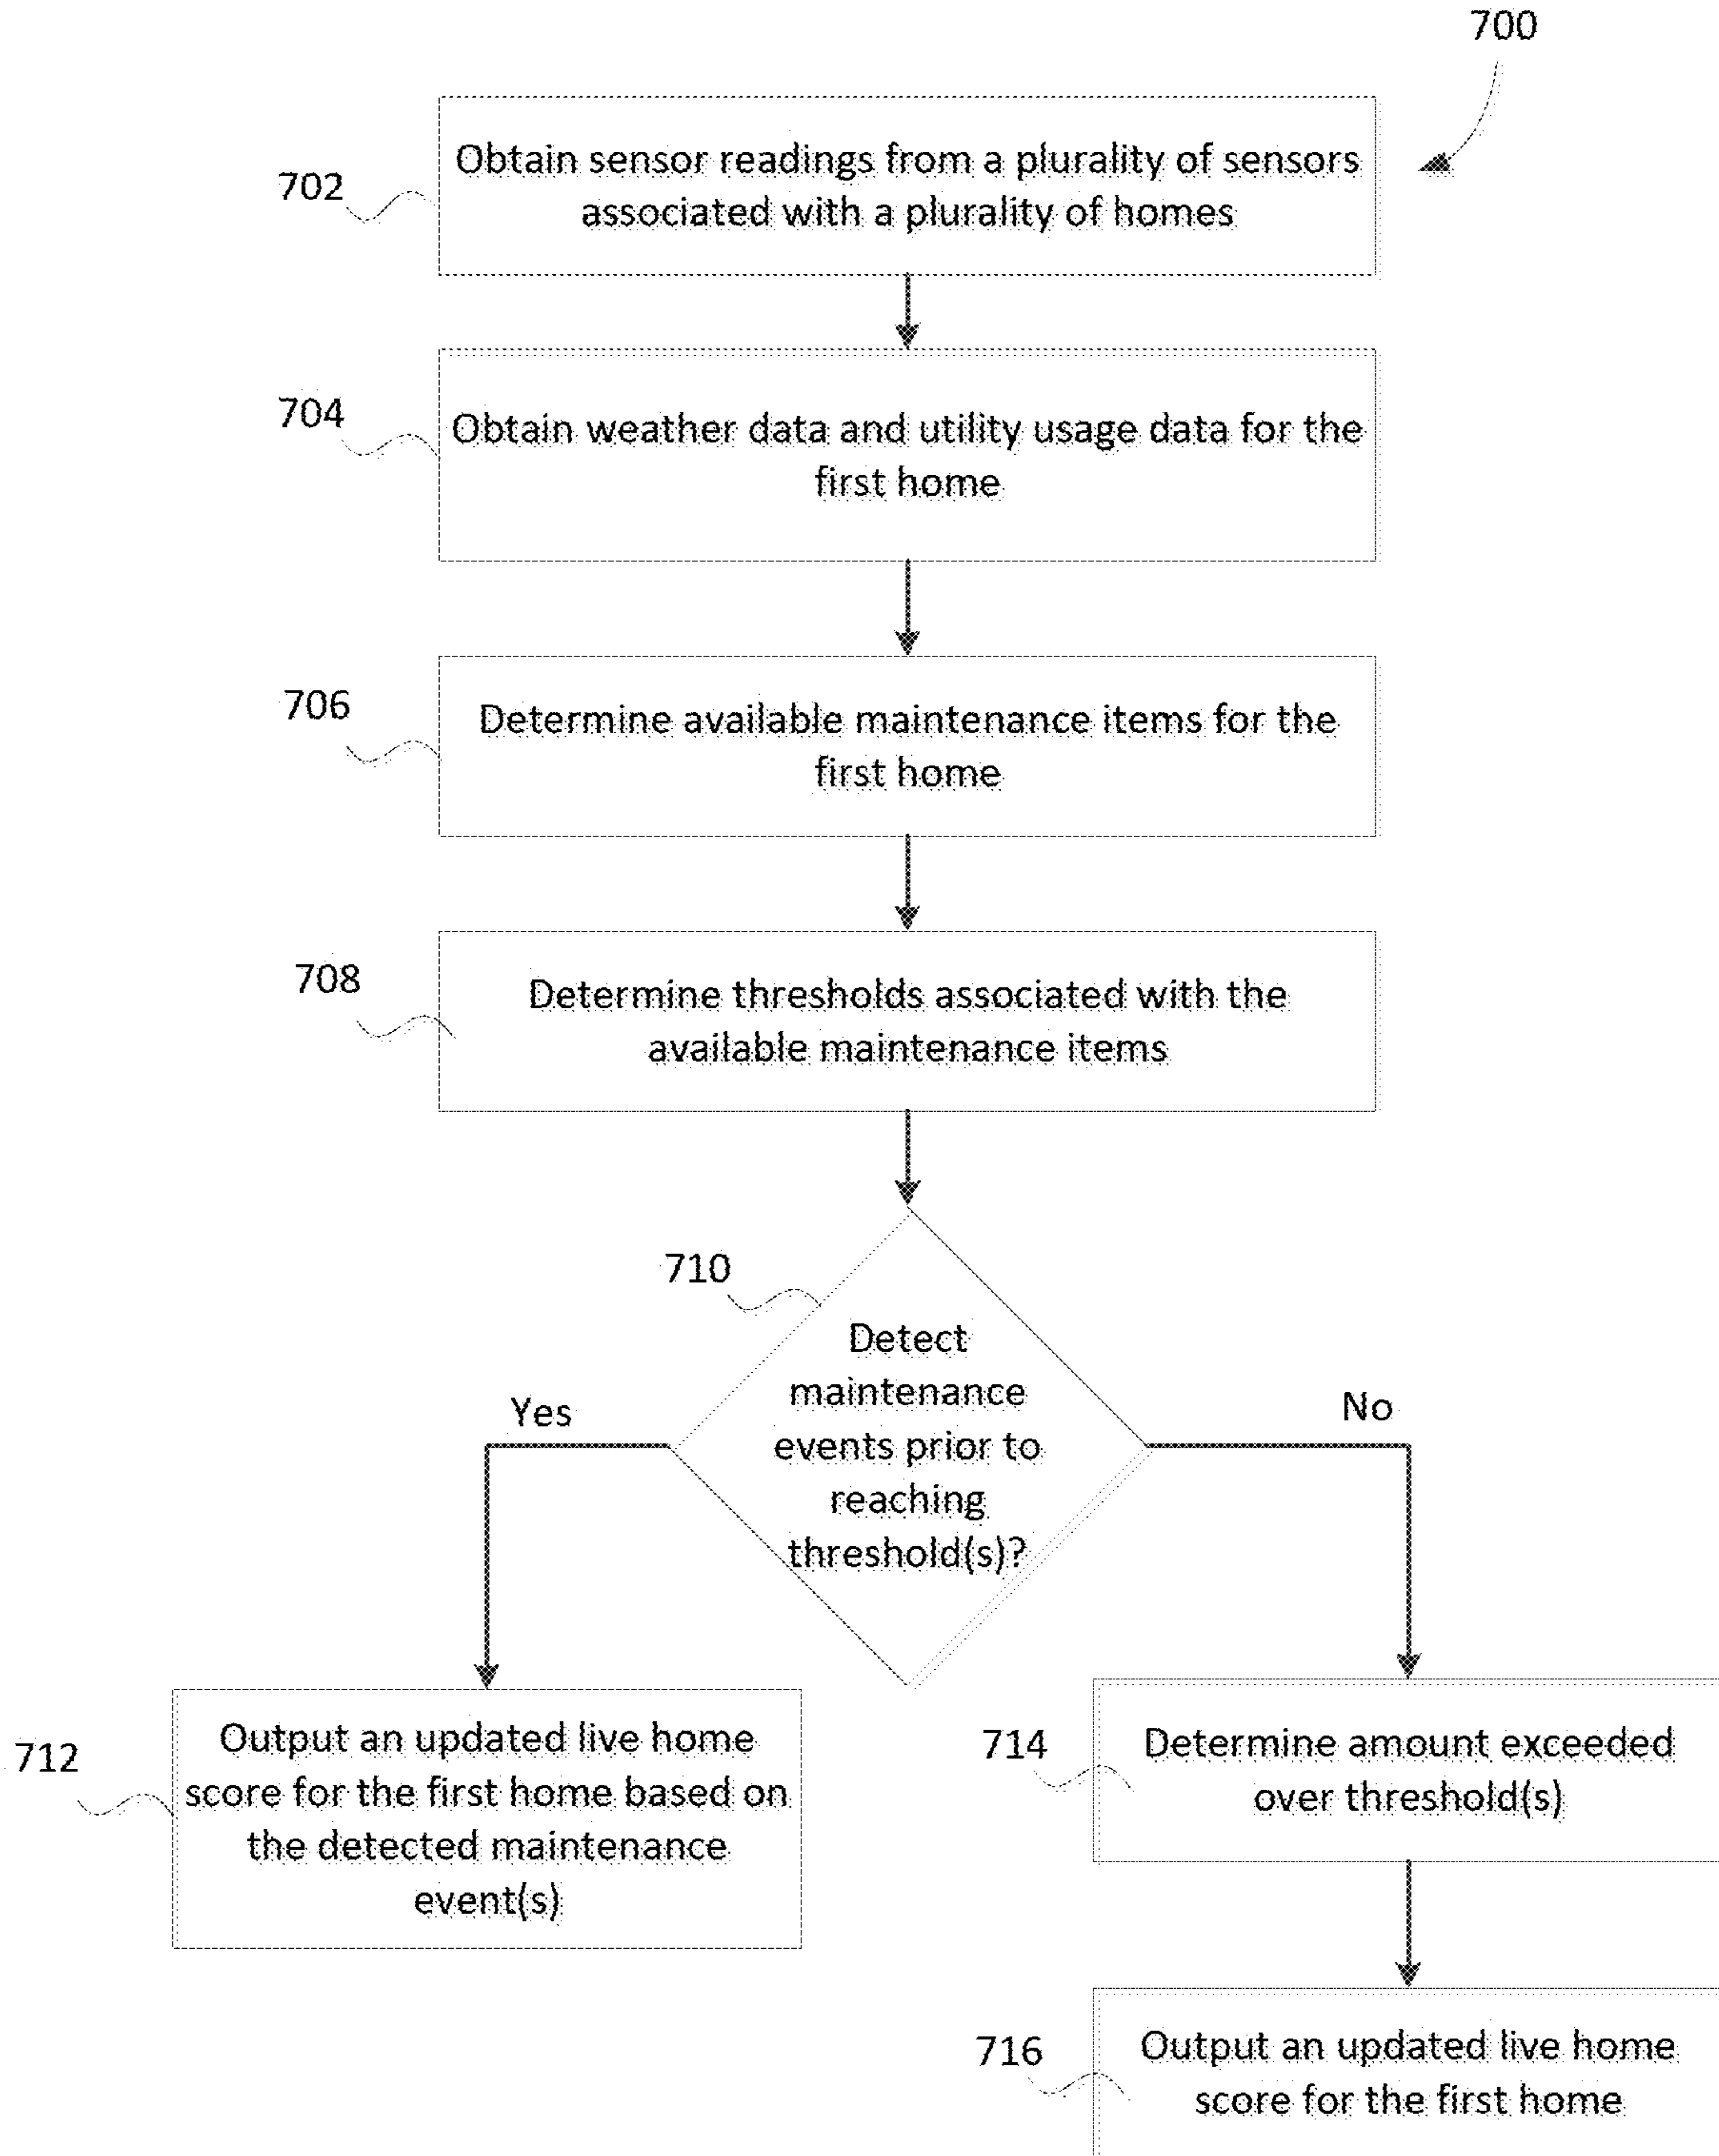 700
702
Obtain sensor readings from a plurality of sensors
associated with a plurality of homes
704
Obtain weather data and utility usage data for the
first home
706
Determine available maintenance items for the
first home
708
Determine thresholds associated with the
available maintenance items
710
Detect
maintenance
events prior to
reaching
threshold(s)?
Yes
No
712
Output an updated live home
score for the first home based on
the detected maintenance
event(s)
714
Determine amount exceeded
over threshold(s)
716
Output an updated live home
score for the first home